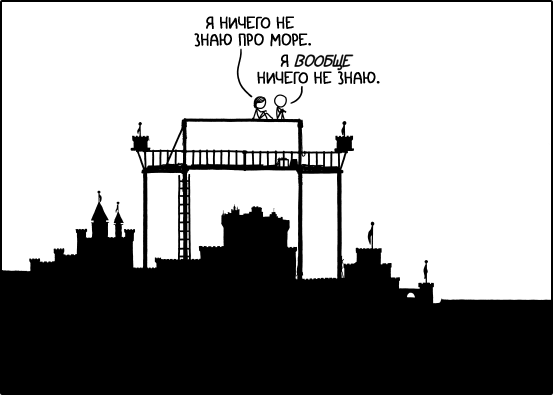 Я НИЧЕГО НЕ
ЗНАЮ ПРО МОРЕ.
Я ВООБЩЕ
НИЧЕГО НЕ ЗНАЮ.